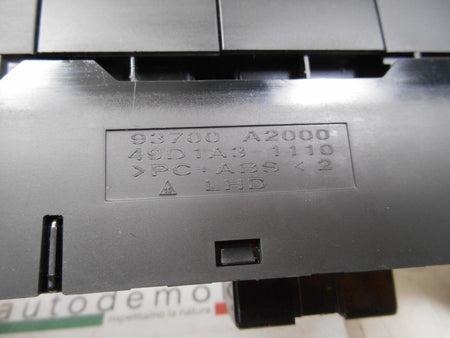 93700 A2000
49D1A3 1110
>PC+ABS< 2
LHD
autodemo
rispettiamo la natura